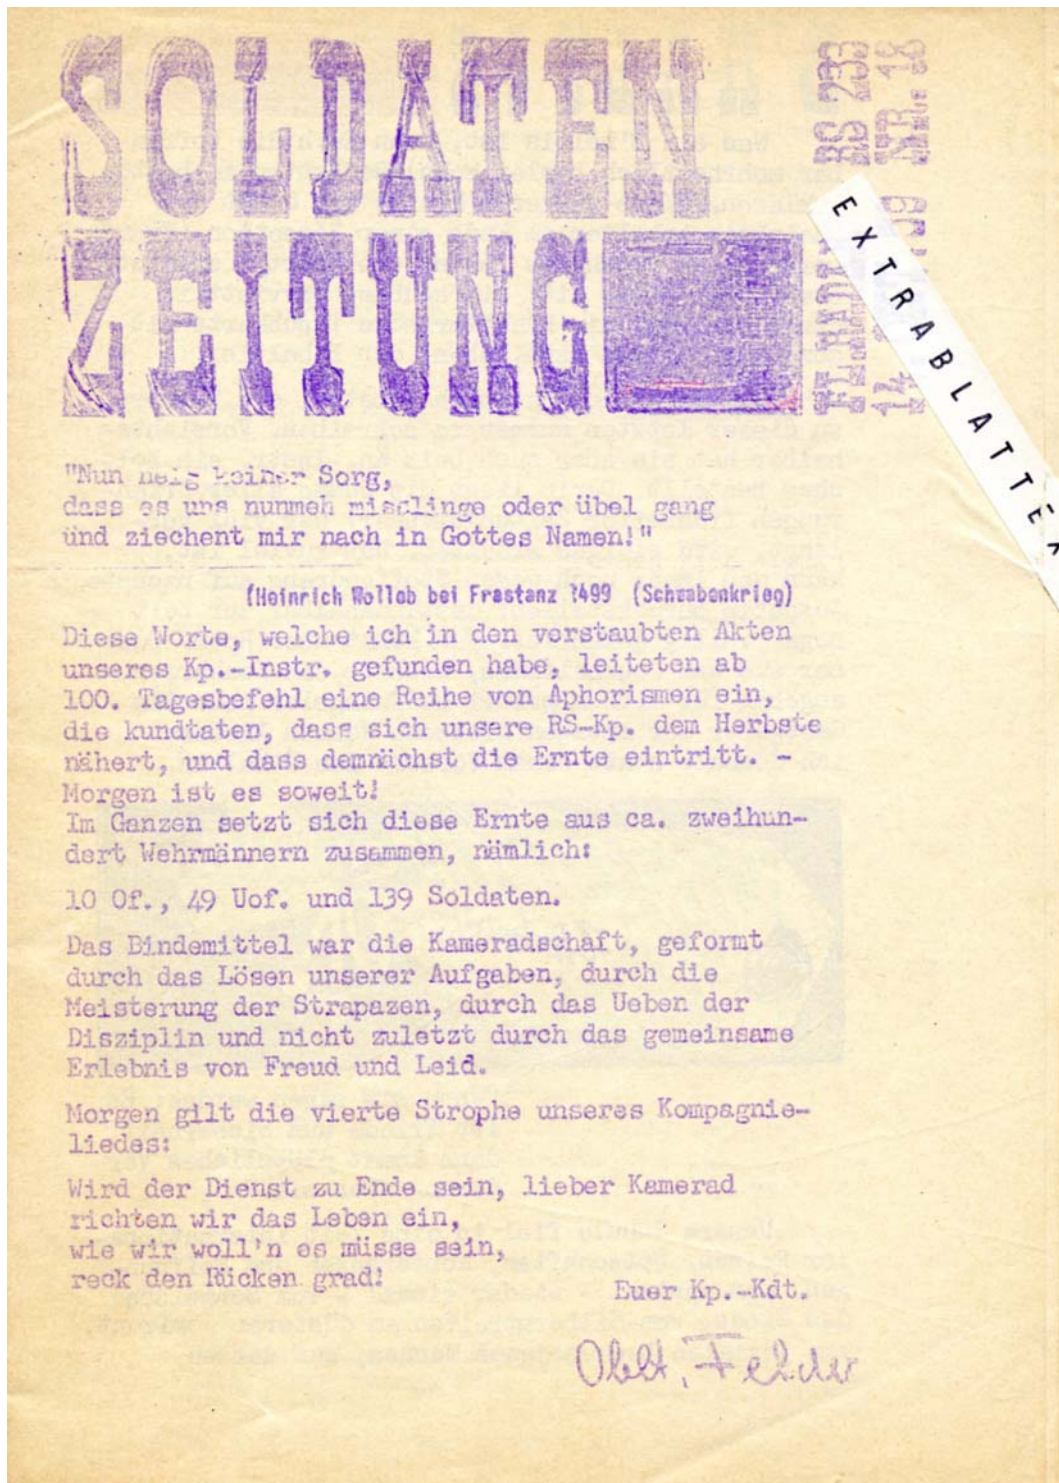 SOLDATEN
ZEITUNG
RS 233
NR 18
14
EXTRABLATT
"Nun heig keiner Sorg,
dass es uns nunmeh misslinge oder übel gang
und ziechent mir nach in Gottes Namen!"
(Heinrich Wolleb bei Frastanz 1499 (Schwabenkrieg)
Diese Worte, welche ich in den verstaubten Akten
unseres Kp.-Instr. gefunden habe, leiteten ab
100. Tagesbefehl eine Reihe von Aphorismen ein,
die kundtaten, dass sich unsere RS-Kp. dem Herbste
nähert, und dass demnächst die Ernte eintritt. -
Morgen ist es soweit!
Im Ganzen setzt sich diese Ernte aus ca. zweihun-
dert Wehrmännern zusammen, nämlich:
10 Of., 49 Uof. und 139 Soldaten.
Das Bindemittel war die Kameradschaft, geformt
durch das Lösen unserer Aufgaben, durch die
Meisterung der Strapazen, durch das Ueben der
Disziplin und nicht zuletzt durch das gemeinsame
Erlebnis von Freud und Leid.
Morgen gilt die vierte Strophe unseres Kompagnie-
liedes:
Wird der Dienst zu Ende sein, lieber Kamerad
richten wir das Leben ein,
wie wir woll'n es müsse sein,
reck den Rücken grad!
Euer Kp.-Kdt.
Oblt. Felder